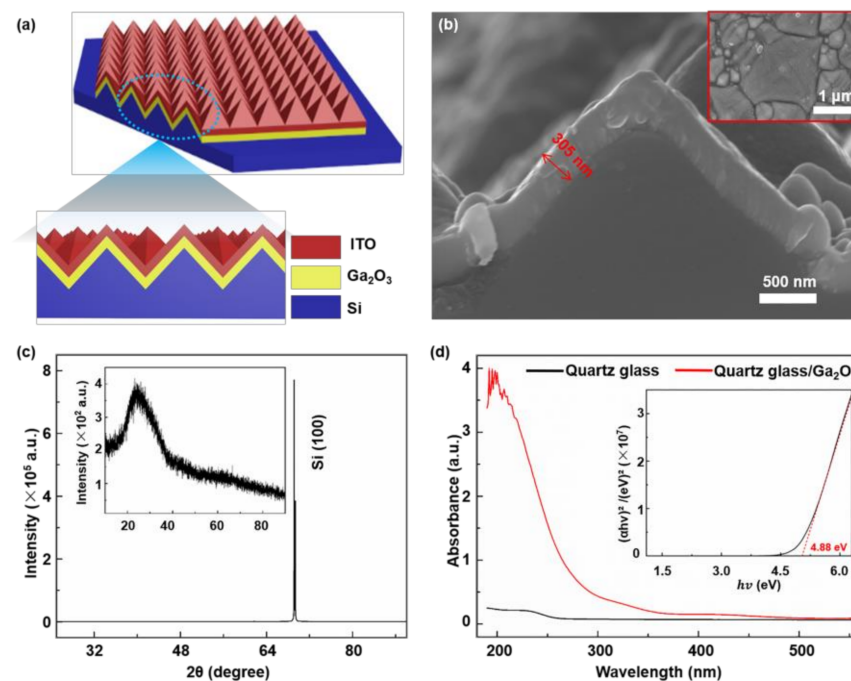 (a)
ITO
Ga₂O₃
Si
(b)
1 μm
305 nm
500 nm
(c)
Intensity (×10⁵ a.u.)
8
6
4
2
0
32 48 64 80
2θ (degree)
Si (100)
Intensity (×10² a.u.)
4
3
2
1
20 40 60 80
(d)
Quartz glass
Quartz glass/Ga₂O
Absorbance (a.u.)
4
3
2
1
0
200 300 400 500
Wavelength (nm)
(αhν)² /(eV)² (×10⁷)
3
2
1
0
1.5 3.0 4.5 6.0
hν (eV)
4.88 eV